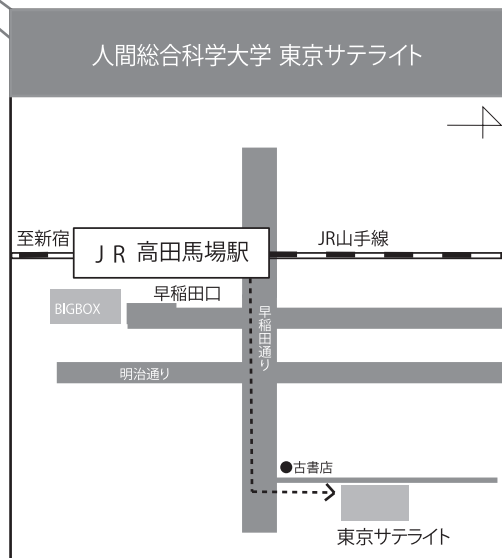 人間総合科学大学 東京サテライト
至新宿
JR 高田馬場駅
JR山手線
BIGBOX
早稲田口
早稲田通り
明治通り
●古書店
東京サテライト